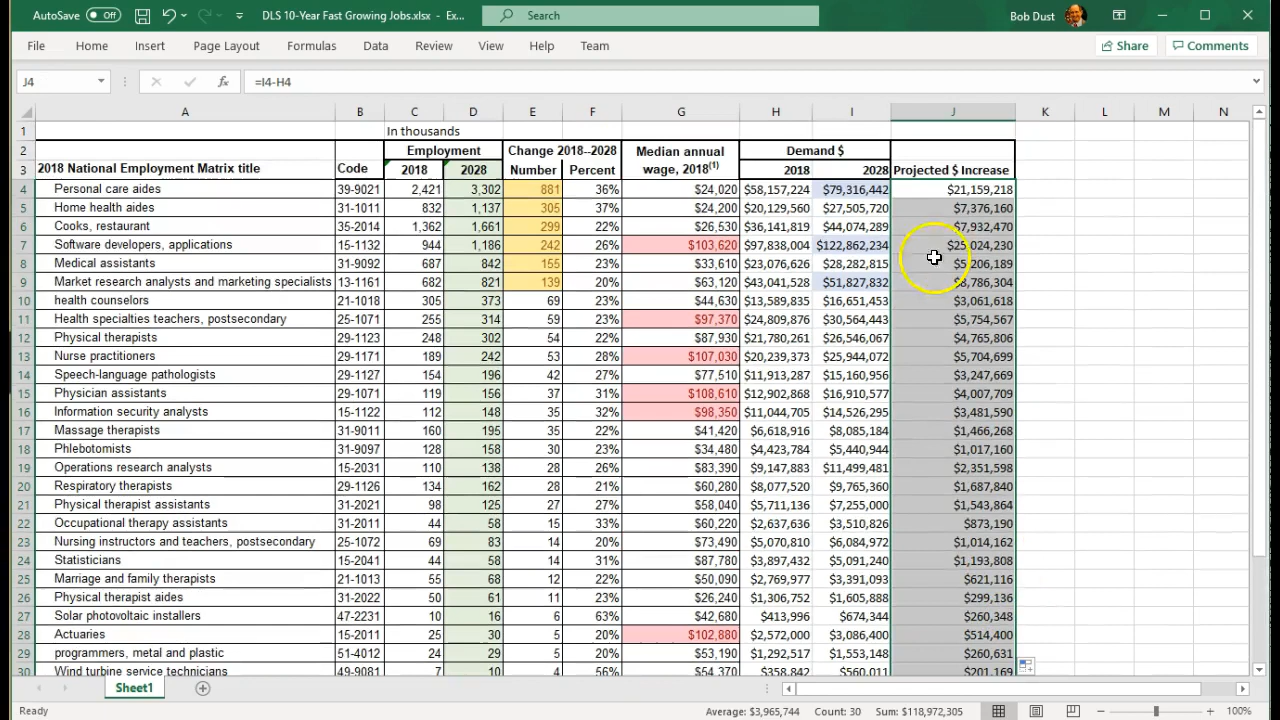 AutoSave Off DLS 10-Year Fast Growing Jobs.xlsx - Ex... Search Bob Dust
File Home Insert Page Layout Formulas Data Review View Help Team Share Comments
J4 fx =I4-H4
A B C D E F G H I J K L M N
1 In thousands
2 Employment Change 2018--2028 Median annual Demand $
3 2018 National Employment Matrix title Code 2018 2028 Number Percent wage, 2018(1) 2018 2028 Projected $ Increase
4 Personal care aides 39-9021 2,421 3,302 881 36% $24,020 $58,157,224 $79,316,442 $21,159,218
5 Home health aides 31-1011 832 1,137 305 37% $24,200 $20,129,560 $27,505,720 $7,376,160
6 Cooks, restaurant 35-2014 1,362 1,661 299 22% $26,530 $36,141,819 $44,074,289 $7,932,470
7 Software developers, applications 15-1132 944 1,186 242 26% $103,620 $97,838,004 $122,862,234 $25,024,230
8 Medical assistants 31-9092 687 842 155 23% $33,610 $23,076,626 $28,282,815 $5,206,189
9 Market research analysts and marketing specialists 13-1161 682 821 139 20% $63,120 $43,041,528 $51,827,832 $8,786,304
10 health counselors 21-1018 305 373 69 23% $44,630 $13,589,835 $16,651,453 $3,061,618
11 Health specialties teachers, postsecondary 25-1071 255 314 59 23% $97,370 $24,809,876 $30,564,443 $5,754,567
12 Physical therapists 29-1123 248 302 54 22% $87,930 $21,780,261 $26,546,067 $4,765,806
13 Nurse practitioners 29-1171 189 242 53 28% $107,030 $20,239,373 $25,944,072 $5,704,699
14 Speech-language pathologists 29-1127 154 196 42 27% $77,510 $11,913,287 $15,160,956 $3,247,669
15 Physician assistants 29-1071 119 156 37 31% $108,610 $12,902,868 $16,910,577 $4,007,709
16 Information security analysts 15-1122 112 148 35 32% $98,350 $11,044,705 $14,526,295 $3,481,590
17 Massage therapists 31-9011 160 195 35 22% $41,420 $6,618,916 $8,085,184 $1,466,268
18 Phlebotomists 31-9097 128 158 30 23% $34,480 $4,423,784 $5,440,944 $1,017,160
19 Operations research analysts 15-2031 110 138 28 26% $83,390 $9,147,883 $11,499,481 $2,351,598
20 Respiratory therapists 29-1126 134 162 28 21% $60,280 $8,077,520 $9,765,360 $1,687,840
21 Physical therapist assistants 31-2021 98 125 27 27% $58,040 $5,711,136 $7,255,000 $1,543,864
22 Occupational therapy assistants 31-2011 44 58 15 33% $60,220 $2,637,636 $3,510,826 $873,190
23 Nursing instructors and teachers, postsecondary 25-1072 69 83 14 20% $73,490 $5,070,810 $6,084,972 $1,014,162
24 Statisticians 15-2041 44 58 14 31% $87,780 $3,897,432 $5,091,240 $1,193,808
25 Marriage and family therapists 21-1013 55 68 12 22% $50,090 $2,769,977 $3,391,093 $621,116
26 Physical therapist aides 31-2022 50 61 11 23% $26,240 $1,306,752 $1,605,888 $299,136
27 Solar photovoltaic installers 47-2231 10 16 6 63% $42,680 $413,996 $674,344 $260,348
28 Actuaries 15-2011 25 30 5 20% $102,880 $2,572,000 $3,086,400 $514,400
29 programmers, metal and plastic 51-4012 24 29 5 20% $53,190 $1,292,517 $1,553,148 $260,631
30 Wind turbine service technicians 49-9081 7 10 4 56% $54,370 $358,842 $560,011 $201,169
Sheet1
Ready Average: $3,965,744 Count: 30 Sum: $118,972,305 100%